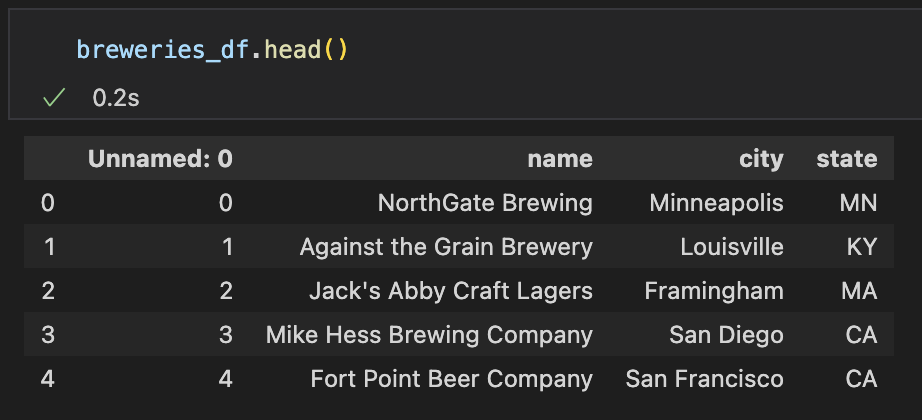 breweries_df.head()
0.2s
Unnamed: 0 name city state
0 0 NorthGate Brewing Minneapolis MN
1 1 Against the Grain Brewery Louisville KY
2 2 Jack's Abby Craft Lagers Framingham MA
3 3 Mike Hess Brewing Company San Diego CA
4 4 Fort Point Beer Company San Francisco CA